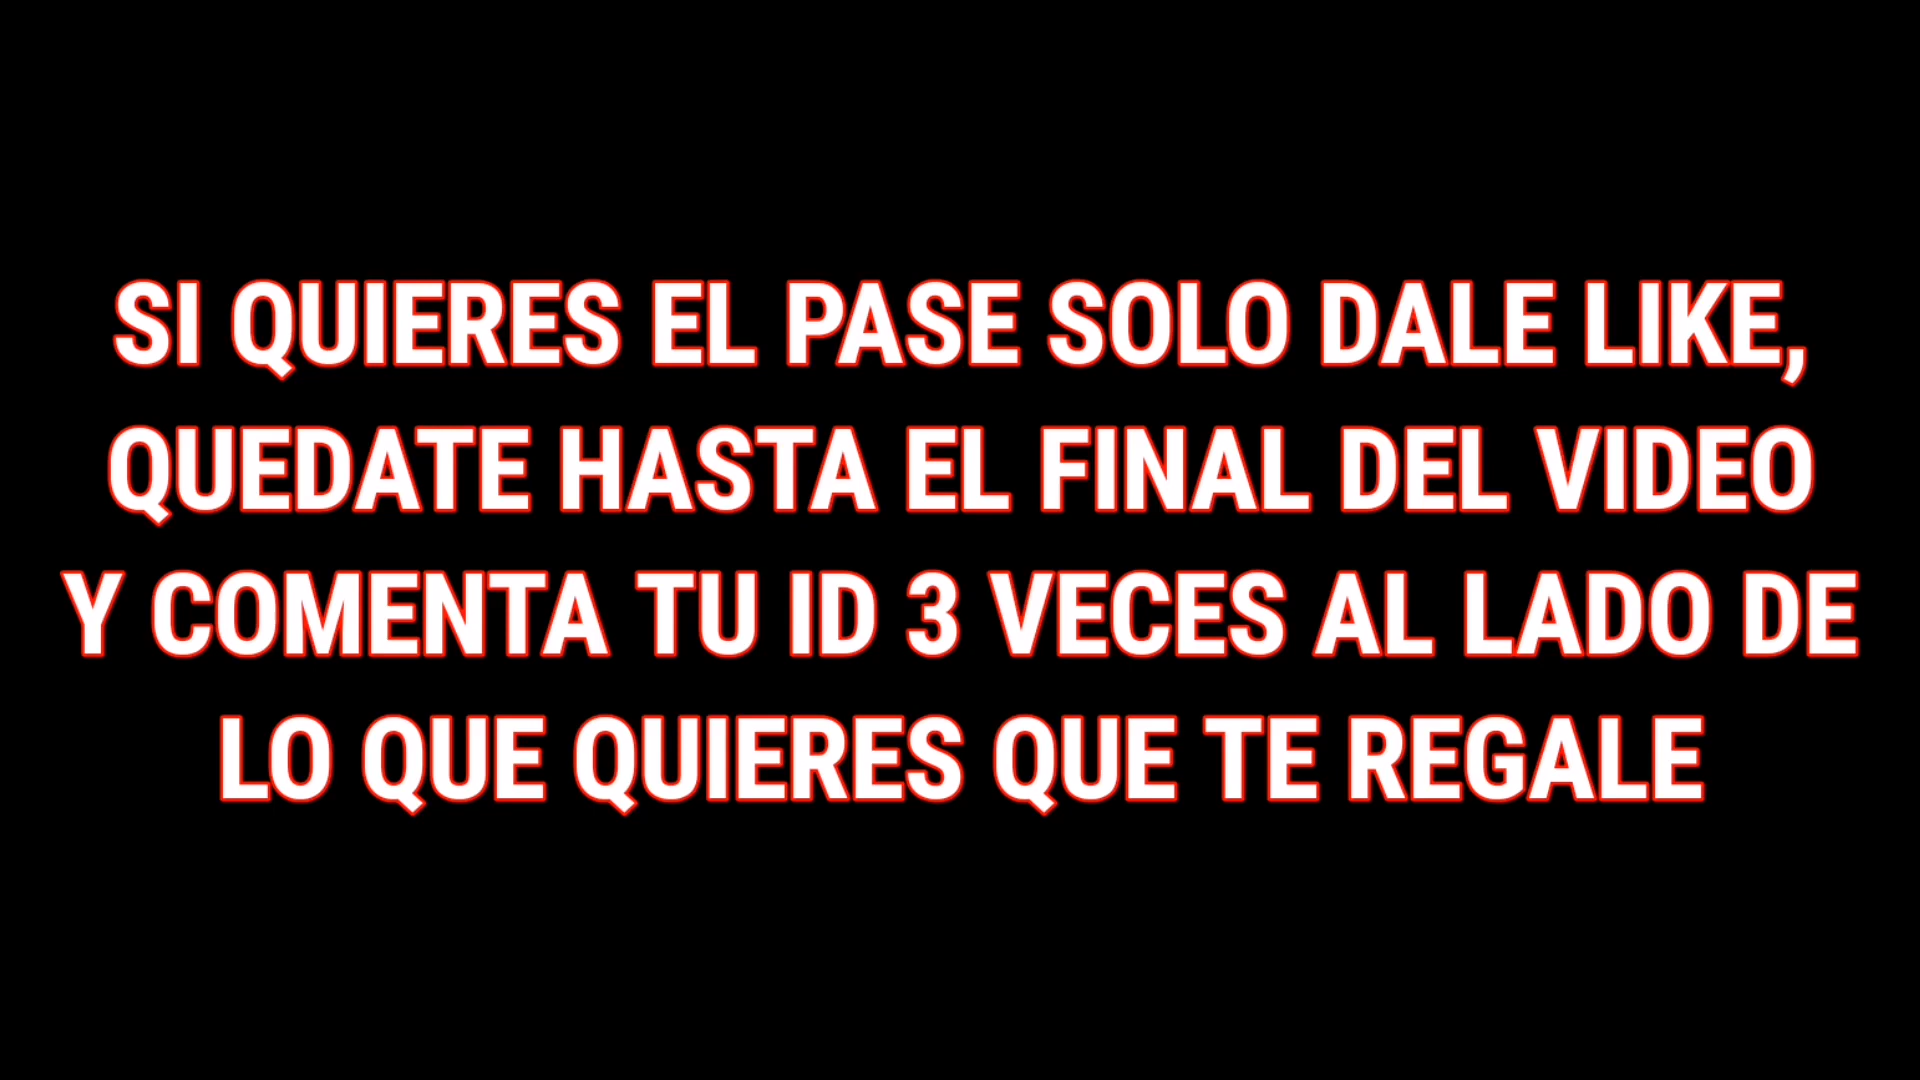 SI QUIERES EL PASE SOLO DALE LIKE,
QUEDATE HASTA EL FINAL DEL VIDEO
Y COMENTA TU ID 3 VECES AL LADO DE
LO QUE QUIERES QUE TE REGALE